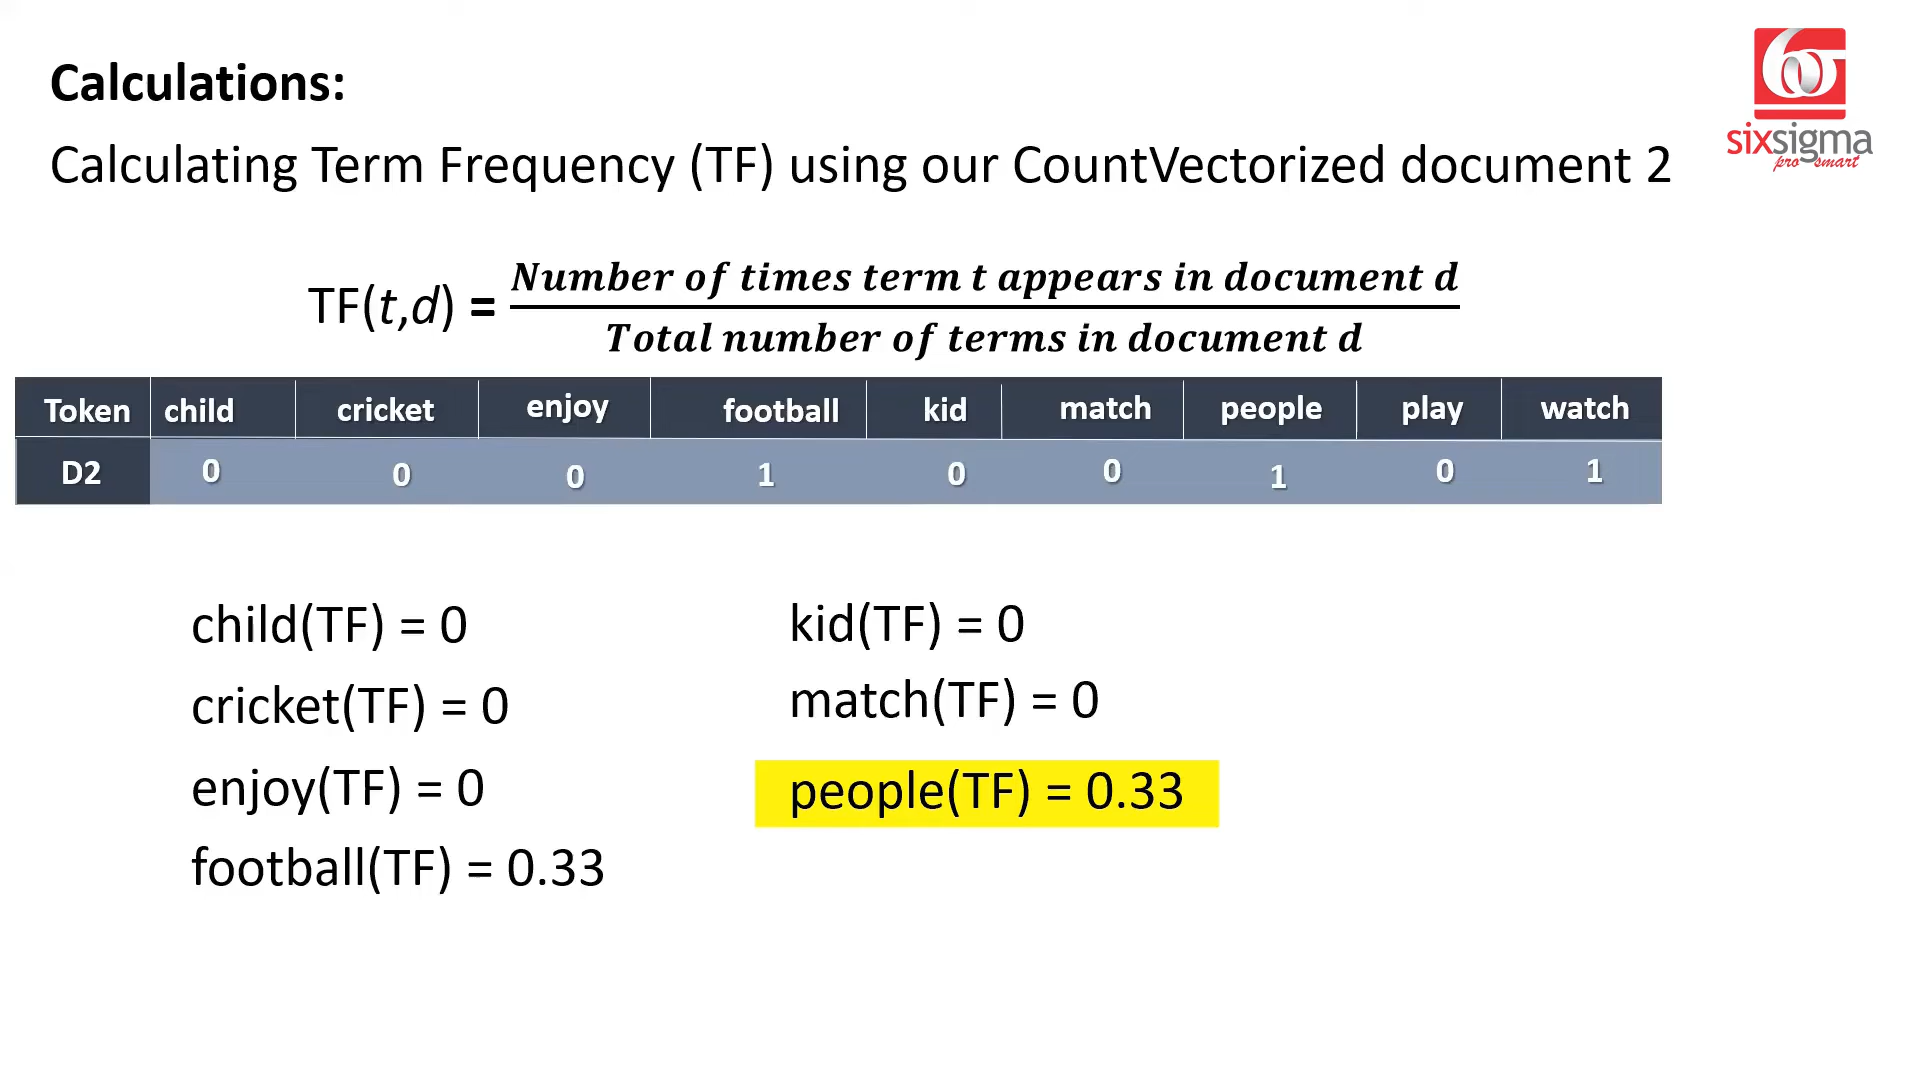 Calculations:
sixsigma
pro smart
Calculating Term Frequency (TF) using our CountVectorized document 2
TF(t,d) = Number of times term t appears in document d
Total number of terms in document d
Token child cricket enjoy football kid match people play watch
D2 0 0 0 1 0 0 1 0 1
child(TF) = 0
cricket(TF) = 0
enjoy(TF) = 0
football(TF) = 0.33
kid(TF) = 0
match(TF) = 0
people(TF) = 0.33